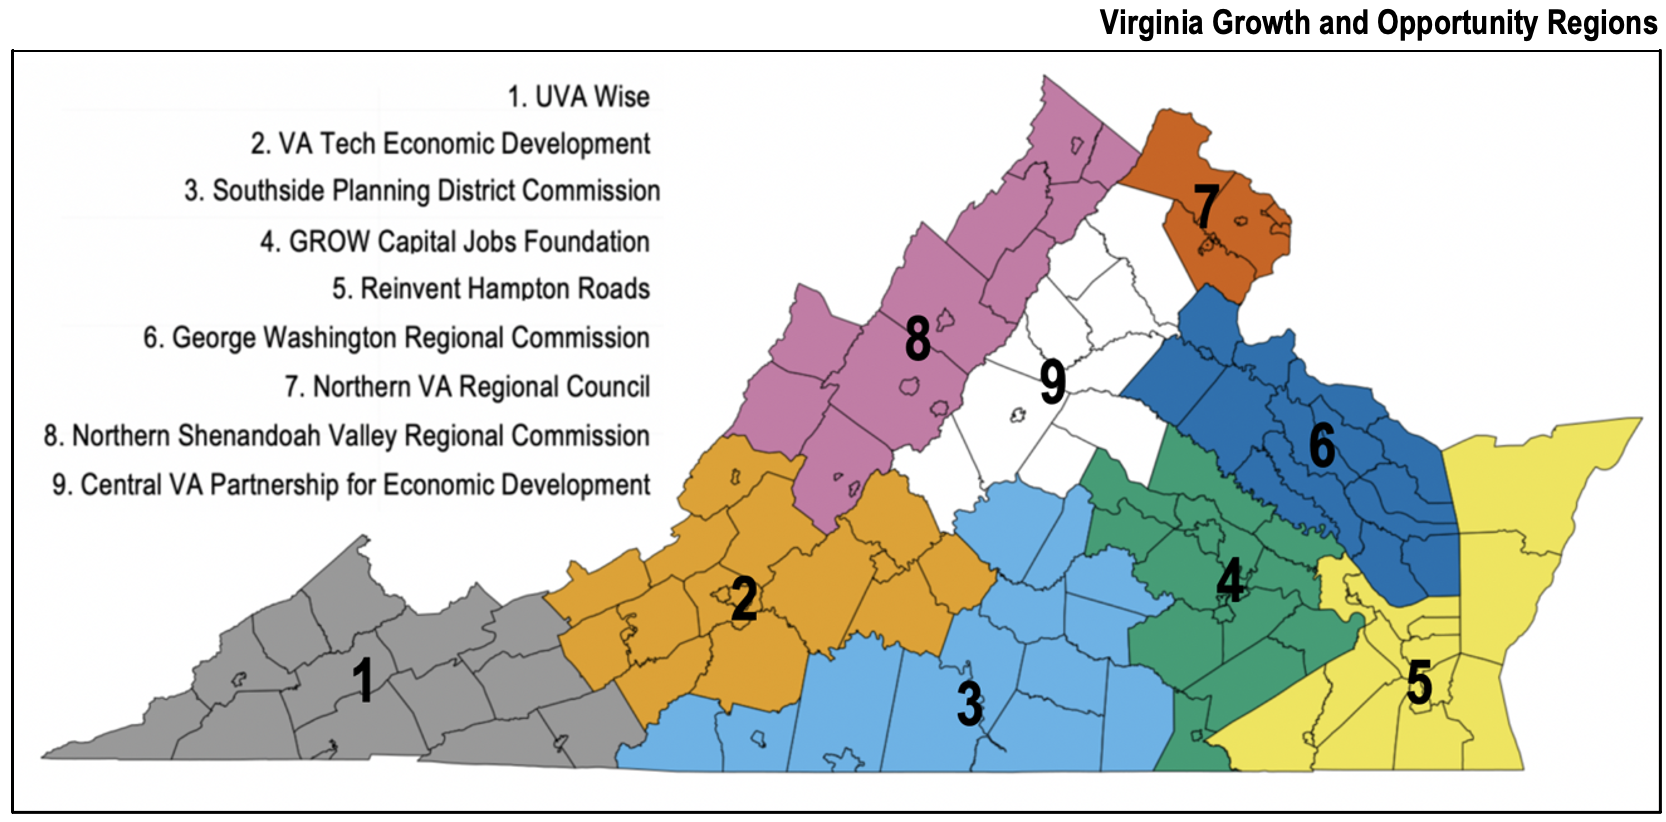 Virginia Growth and Opportunity Regions
1. UVA Wise
2. VA Tech Economic Development
3. Southside Planning District Commission
4. GROW Capital Jobs Foundation
5. Reinvent Hampton Roads
6. George Washington Regional Commission
7. Northern VA Regional Council
8. Northern Shenandoah Valley Regional Commission
9. Central VA Partnership for Economic Development
7
8
9
6
4
2
1
5
3